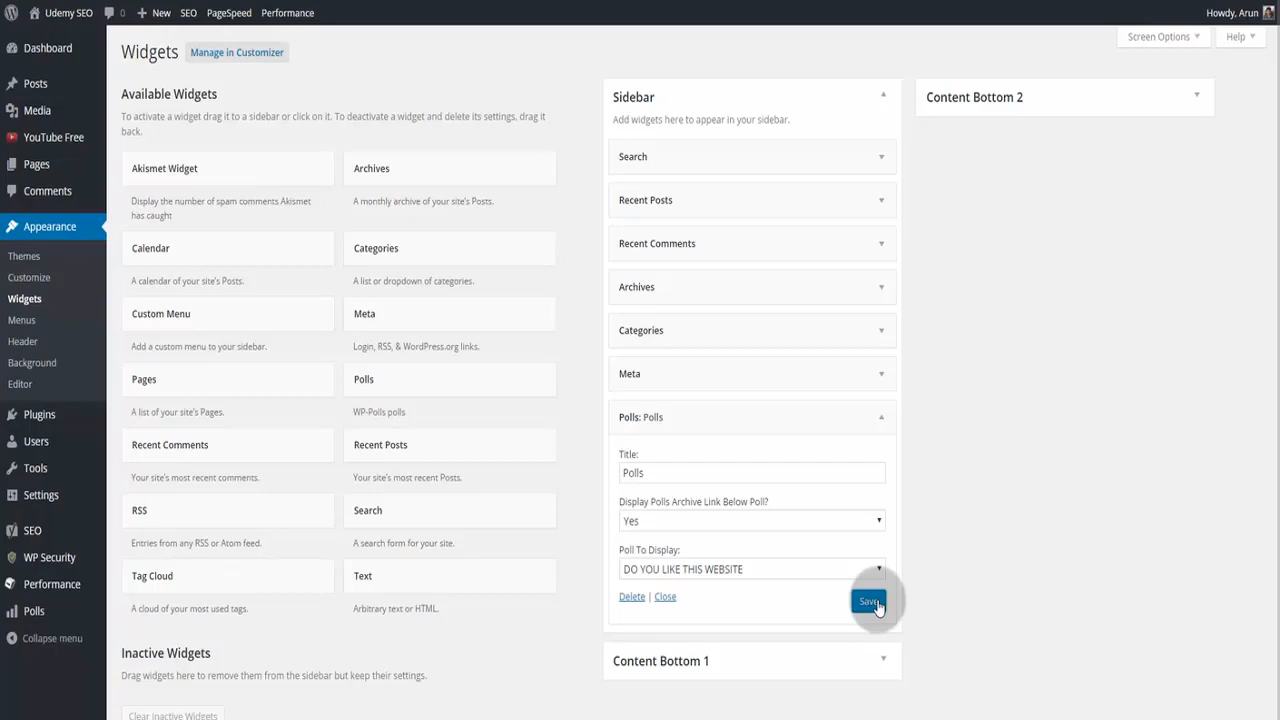 Udemy SEO 0 New SEO PageSpeed Performance Howdy, Arun
Screen Options Help
Dashboard
Posts
Media
YouTube Free
Pages
Comments
Appearance
Themes
Customize
Widgets
Menus
Header
Background
Editor
Plugins
Users
Tools
Settings
SEO
WP Security
Performance
Polls
Collapse menu
Widgets Manage in Customizer
Available Widgets
To activate a widget drag it to a sidebar or click on it. To deactivate a widget and delete its settings, drag it
back.
Akismet Widget Archives
Display the number of spam comments Akismet
has caught
A monthly archive of your site's Posts.
Calendar Categories
A calendar of your site's Posts. A list or dropdown of categories.
Custom Menu Meta
Add a custom menu to your sidebar. Login, RSS, & WordPress.org links.
Pages Polls
A list of your site's Pages. WP-Polls polls
Recent Comments Recent Posts
Your site's most recent comments. Your site's most recent Posts.
RSS Search
Entries from any RSS or Atom feed. A search form for your site.
Tag Cloud Text
A cloud of your most used tags. Arbitrary text or HTML.
Inactive Widgets
Drag widgets here to remove them from the sidebar but keep their settings.
Clear Inactive Widgets
Sidebar
Add widgets here to appear in your sidebar.
Search
Recent Posts
Recent Comments
Archives
Categories
Meta
Polls: Polls
Title:
Polls
Display Polls Archive Link Below Poll?
Yes
Poll To Display:
DO YOU LIKE THIS WEBSITE
Delete | Close Save
Content Bottom 1
Content Bottom 2